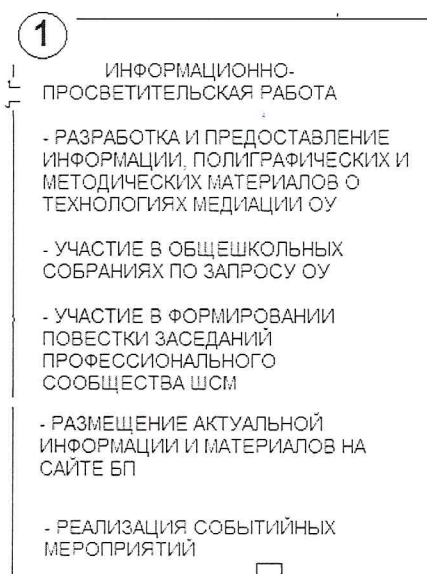 1
ИНФОРМАЦИОННО-
ПРОСВЕТИТЕЛЬСКАЯ РАБОТА
- РАЗРАБОТКА И ПРЕДОСТАВЛЕНИЕ
ИНФОРМАЦИИ, ПОЛИГРАФИЧЕСКИХ И
МЕТОДИЧЕСКИХ МАТЕРИАЛОВ О
ТЕХНОЛОГИЯХ МЕДИАЦИИ ОУ
- УЧАСТИЕ В ОБЩЕШКОЛЬНЫХ
СОБРАНИЯХ ПО ЗАПРОСУ ОУ
- УЧАСТИЕ В ФОРМИРОВАНИИ
ПОВЕСТКИ ЗАСЕДАНИЙ
ПРОФЕССИОНАЛЬНОГО
СООБЩЕСТВА ШСМ
- РАЗМЕЩЕНИЕ АКТУАЛЬНОЙ
ИНФОРМАЦИИ И МАТЕРИАЛОВ НА
САЙТЕ БП
- РЕАЛИЗАЦИЯ СОБЫТИЙНЫХ
МЕРОПРИЯТИЙ